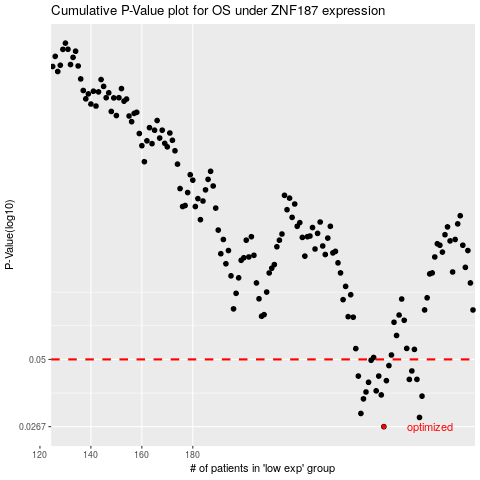 Cumulative P-Value plot for OS under ZNF187 expression
P-Value(log10)
0.05
0.0267
optimized
120 140 160 180
# of patients in 'low exp' group